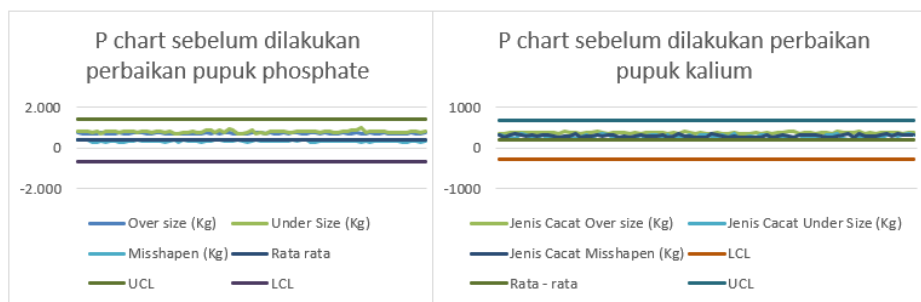 P chart sebelum dilakukan
perbaikan pupuk phosphate
2.000
0
-2.000
Over size (Kg)
Under Size (Kg)
Misshapen (Kg)
Rata rata
UCL
LCL
P chart sebelum dilakukan perbaikan
pupuk kalium
1000
0
-1000
Jenis Cacat Over size (Kg)
Jenis Cacat Under Size (Kg)
Jenis Cacat Misshapen (Kg)
LCL
Rata - rata
UCL